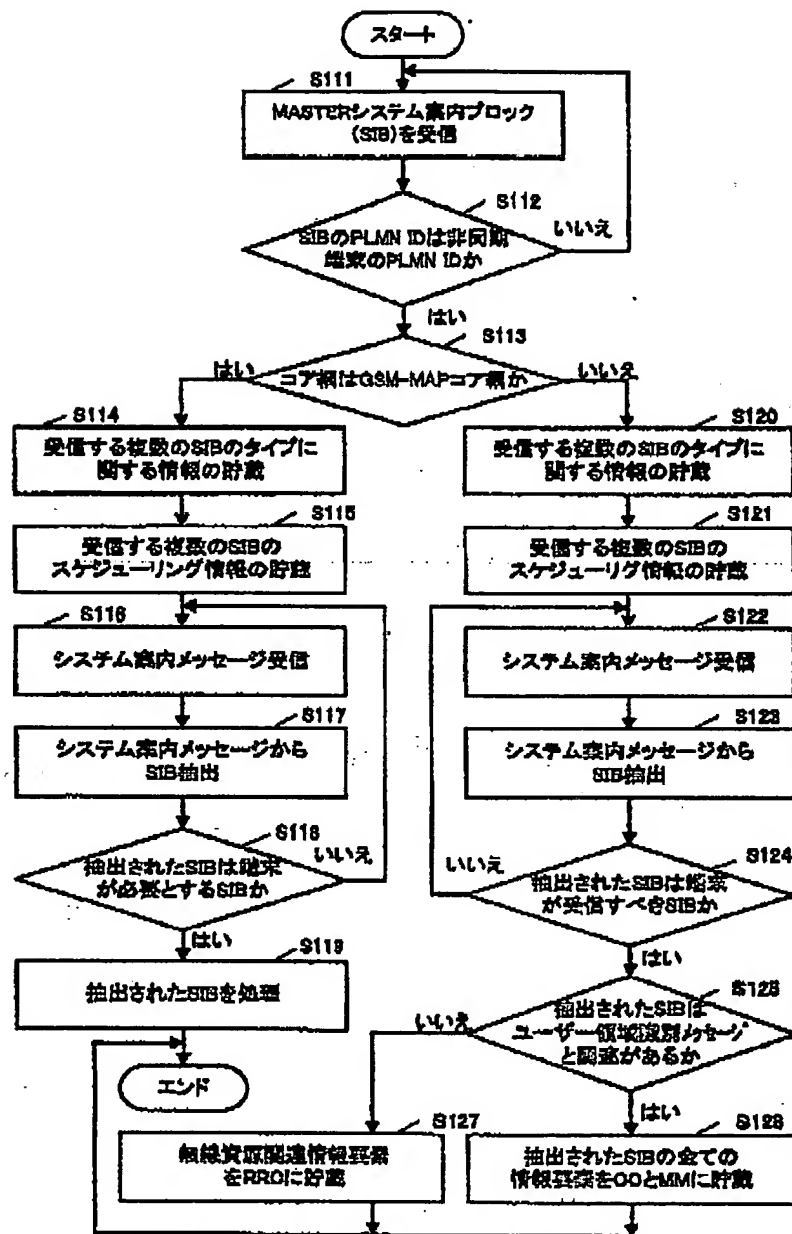 スタート
S111
MASTERシステム案内ブロック
(SIB)を受信
S112
SIBのPLMN IDは非同期
端末のPLMN IDか
いいえ
はい
S113
コア網はGSM-MAPコア網か
はい
いいえ
S114
受信する複数のSIBのタイプに
関する情報の貯蔵
S115
受信する複数のSIBの
スケジューリング情報の貯蔵
S116
システム案内メッセージ受信
S117
システム案内メッセージから
SIB抽出
S118
抽出されたSIBは端末
が必要とするSIBか
いいえ
はい
S119
抽出されたSIBを処理
エンド
S120
受信する複数のSIBのタイプに
関する情報の貯蔵
S121
受信する複数のSIBの
スケジューリグ情報の貯蔵
S122
システム案内メッセージ受信
S123
システム案内メッセージから
SIB抽出
S124
抽出されたSIBは端末
が受信すべきSIBか
いいえ
はい
S125
抽出されたSIBは
ユーザー領域識別メッセージ
と関連があるか
いいえ
はい
S127
無線資源関連情報要素
をRRCに貯蔵
S126
抽出されたSIBの全ての
情報要素をCCとMMに貯蔵